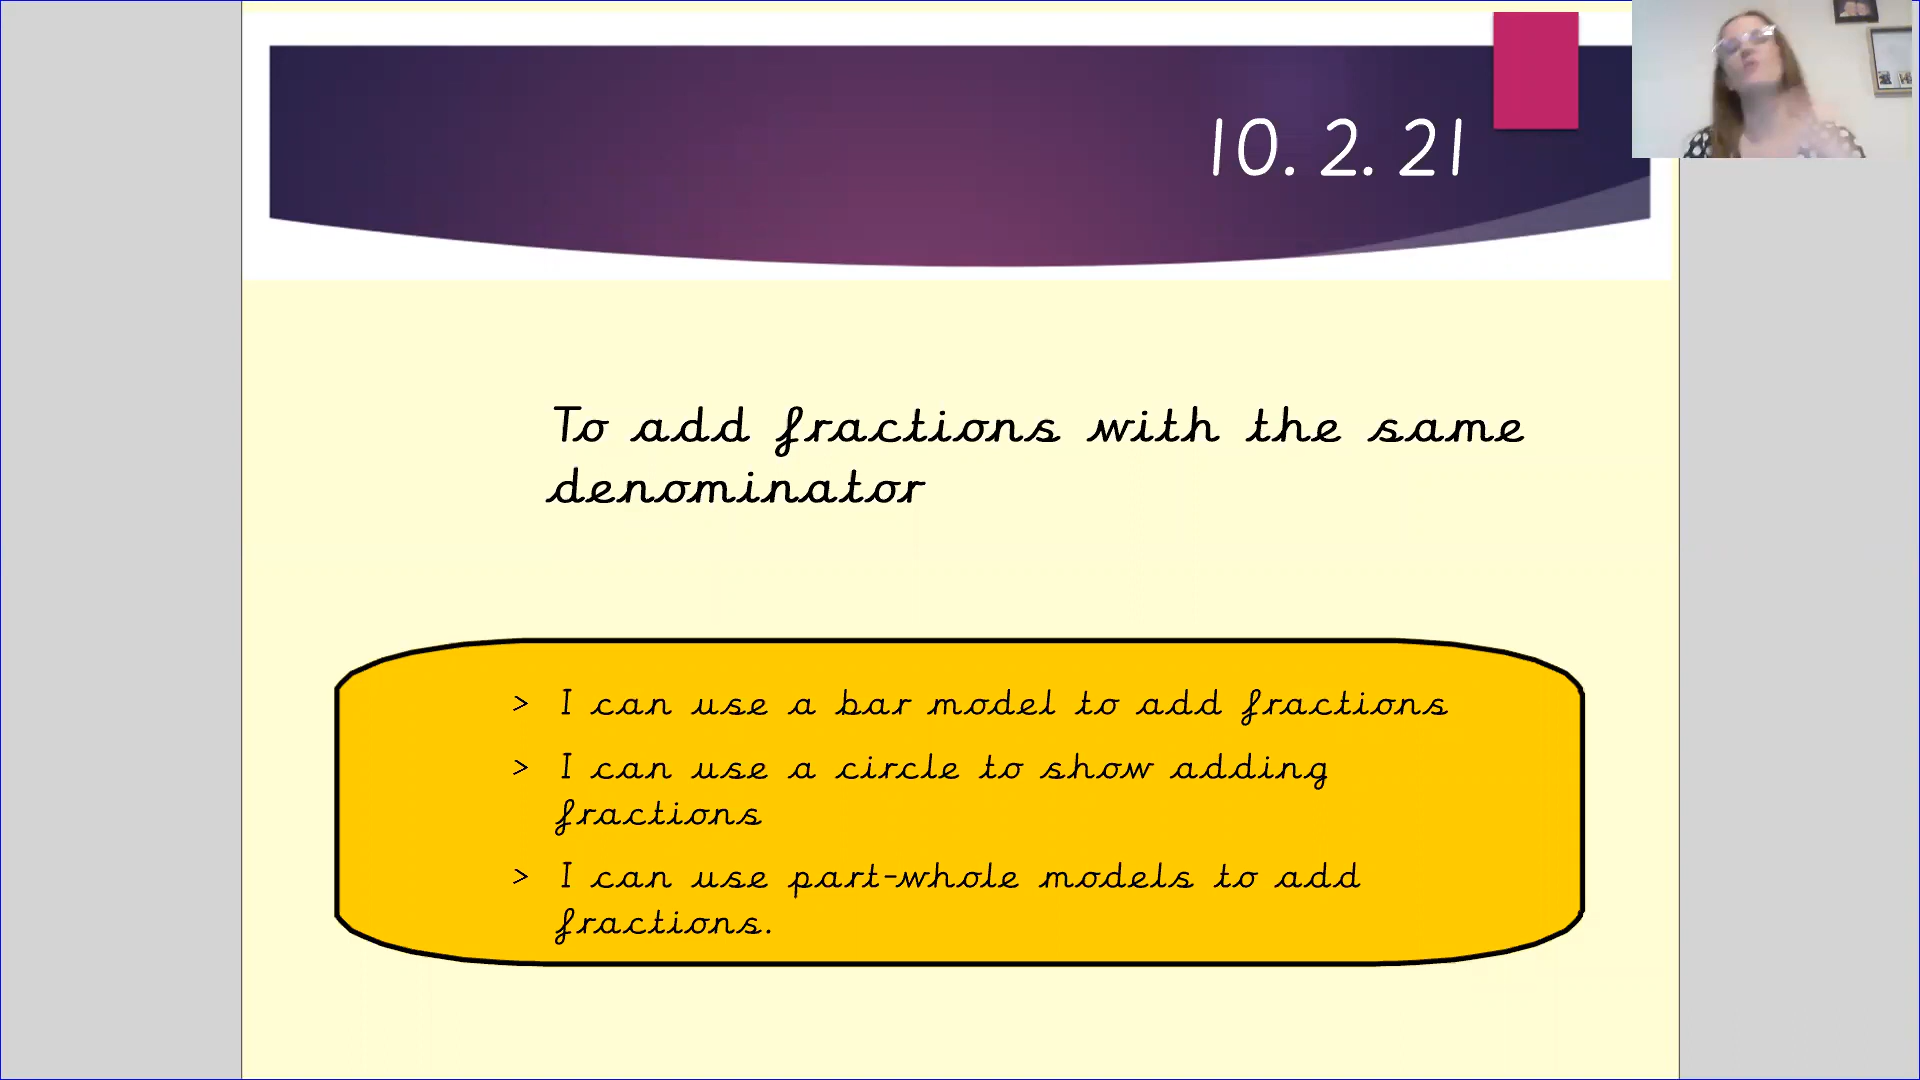 10. 2. 21
To add fractions with the same
denominator
> I can use a bar model to add fractions
> I can use a circle to show adding
fractions
> I can use part-whole models to add
fractions.